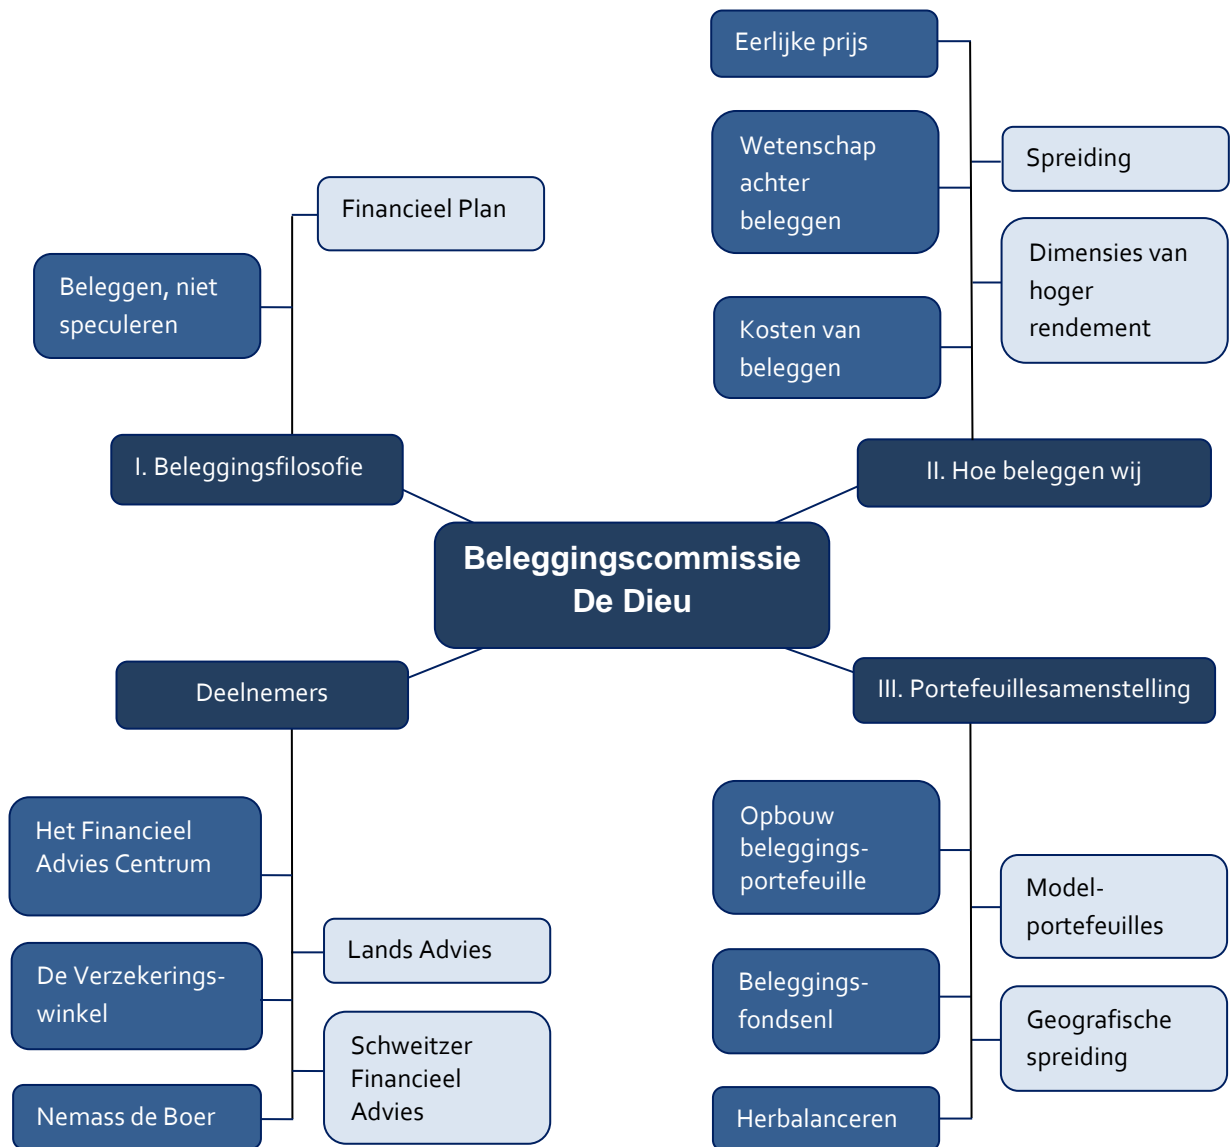 Eerlijke prijs
Wetenschap
achter
beleggen
Spreiding
Financieel Plan
Dimensies van
hoger
rendement
Beleggen, niet
speculeren
Kosten van
beleggen
I. Beleggingsfilosofie
II. Hoe beleggen wij
Beleggingscommissie
De Dieu
Deelnemers
III. Portefeuillesamenstelling
Het Financieel
Advies Centrum
Lands Advies
De Verzekerings-
winkel
Schweitzer
Financieel
Advies
Nemass de Boer
Opbouw
beleggings-
portefeuille
Model-
portefeuilles
Beleggings-
fondsenl
Geografische
spreiding
Herbalanceren